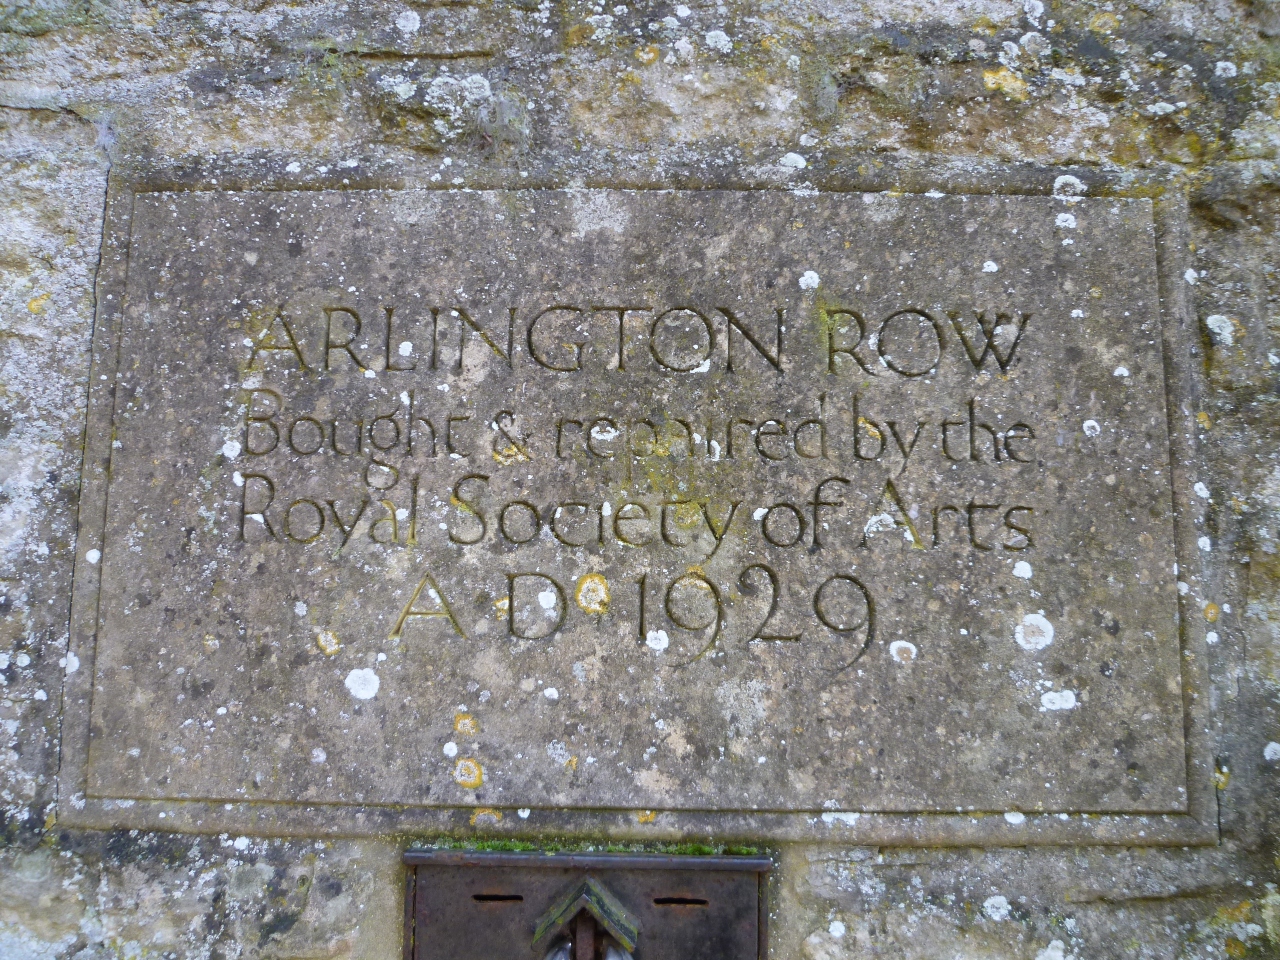 ARLINGTON ROW
Bought & repaired by the
Royal Society of Arts
A D 1929